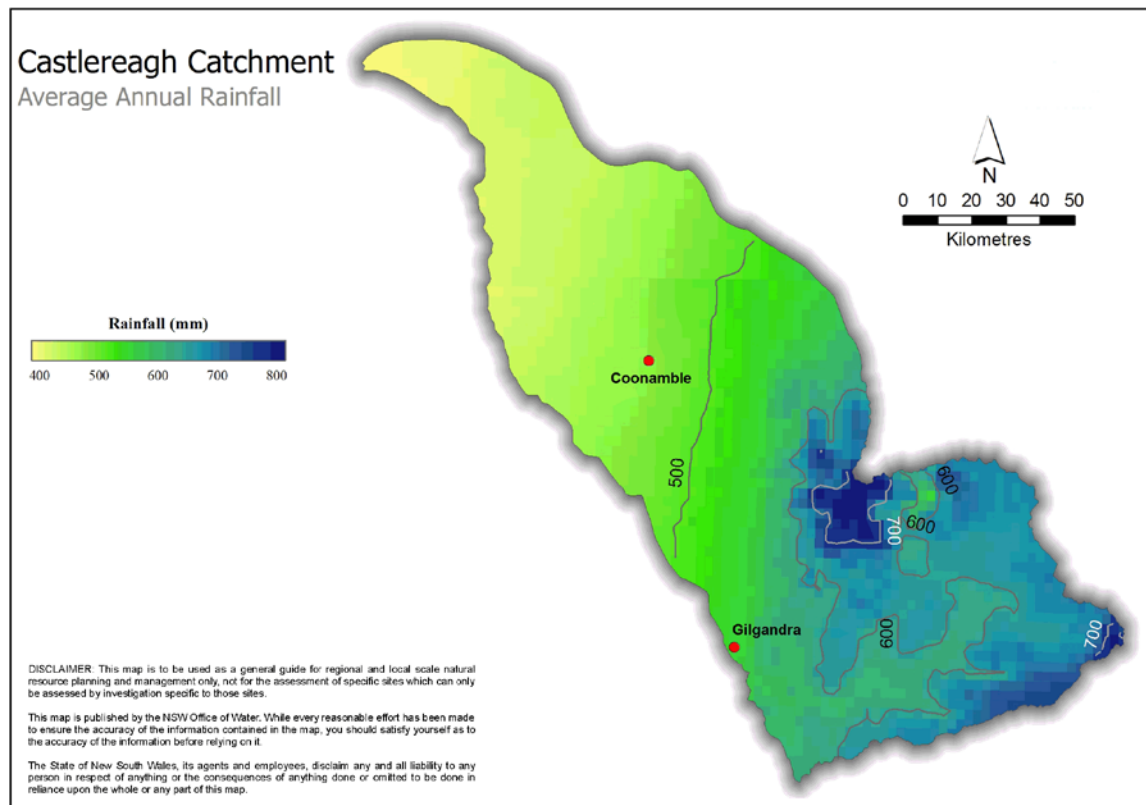 Castlereagh Catchment
Average Annual Rainfall
N
0 10 20 30 40 50
Kilometres
Rainfall (mm)
400 500 600 700 800
Coonamble
500
600
600
700
Gilgandra
600
700
DISCLAIMER: This map is to be used as a general guide for regional and local scale natural
resource planning and management only, not for the assessment of specific sites which can only
be assessed by investigation specific to those sites.
This map is published by the NSW Office of Water. While every reasonable effort has been made
to ensure the accuracy of the information contained in the map, you should satisfy yourself as to
the accuracy of the information before relying on it.
The State of New South Wales, its agents and employees, disclaim any and all liability to any
person in respect of anything or the consequences of anything done or omitted to be done in
reliance upon the whole or any part of this map.